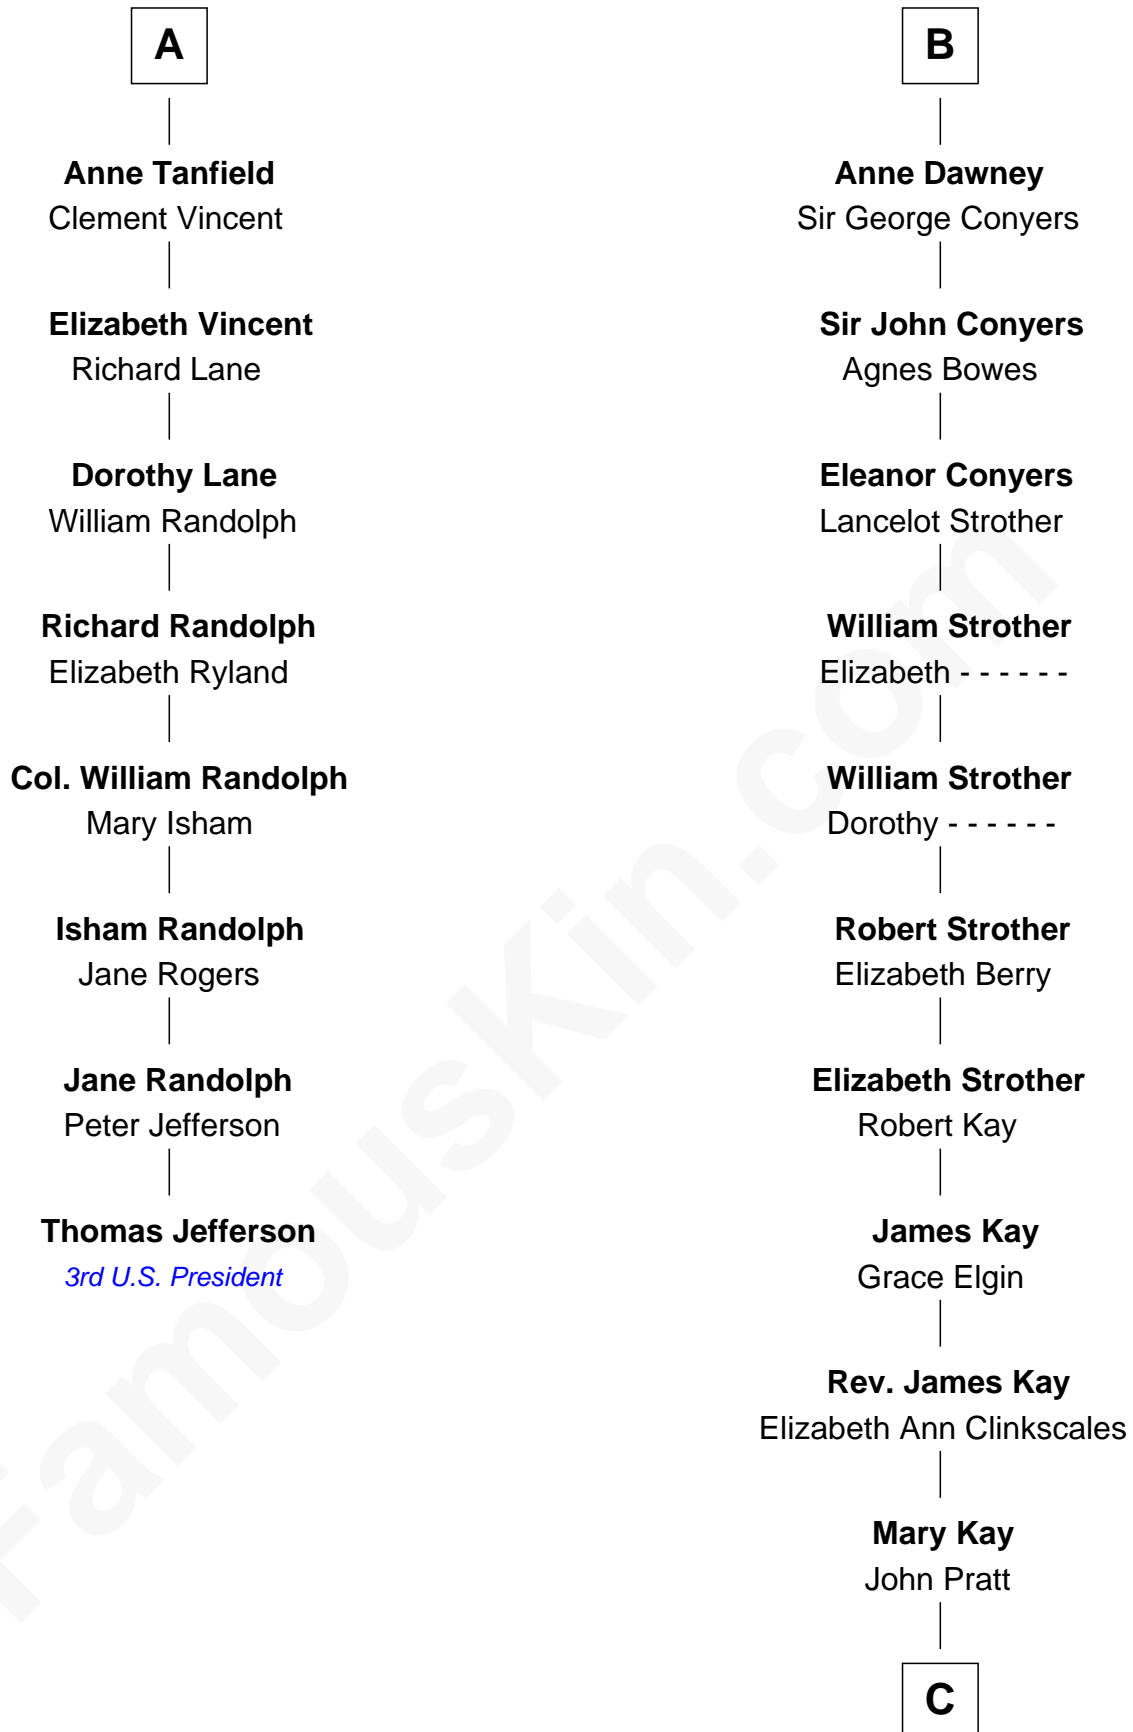 A
Anne Tanfield
Clement Vincent
Elizabeth Vincent
Richard Lane
Dorothy Lane
William Randolph
Richard Randolph
Elizabeth Ryland
Col. William Randolph
Mary Isham
Isham Randolph
Jane Rogers
Jane Randolph
Peter Jefferson
Thomas Jefferson
3rd U.S. President
B
Anne Dawney
Sir George Conyers
Sir John Conyers
Agnes Bowes
Eleanor Conyers
Lancelot Strother
William Strother
Elizabeth - - - - - -
William Strother
Dorothy - - - - - -
Robert Strother
Elizabeth Berry
Elizabeth Strother
Robert Kay
James Kay
Grace Elgin
Rev. James Kay
Elizabeth Ann Clinkscales
Mary Kay
John Pratt
C
FamousKin.com